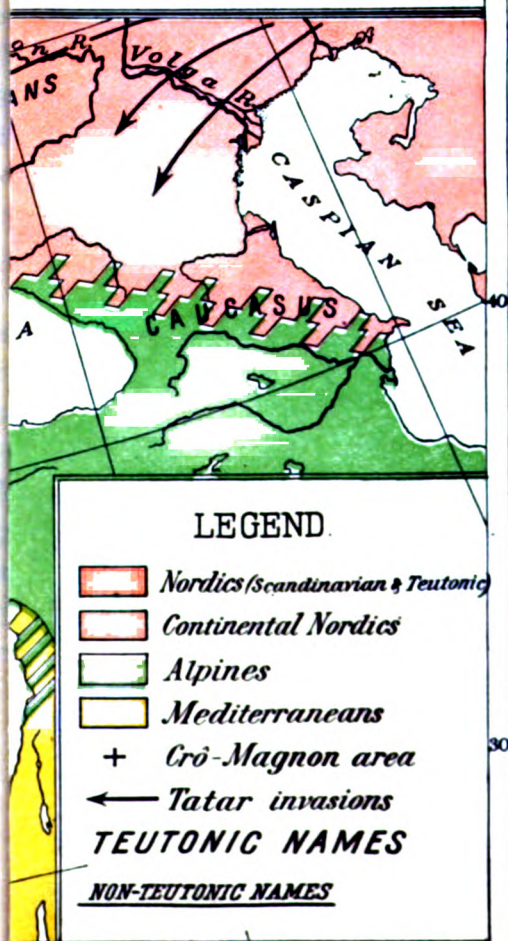 on R.
ANS
Volga R.
CASPIAN SEA
CAUCASUS
A
40
LEGEND.
Nordics (Scandinavian & Teutonic)
Continental Nordics
Alpines
Mediterraneans
+ Crô-Magnon area
Tatar invasions
TEUTONIC NAMES
NON-TEUTONIC NAMES
30